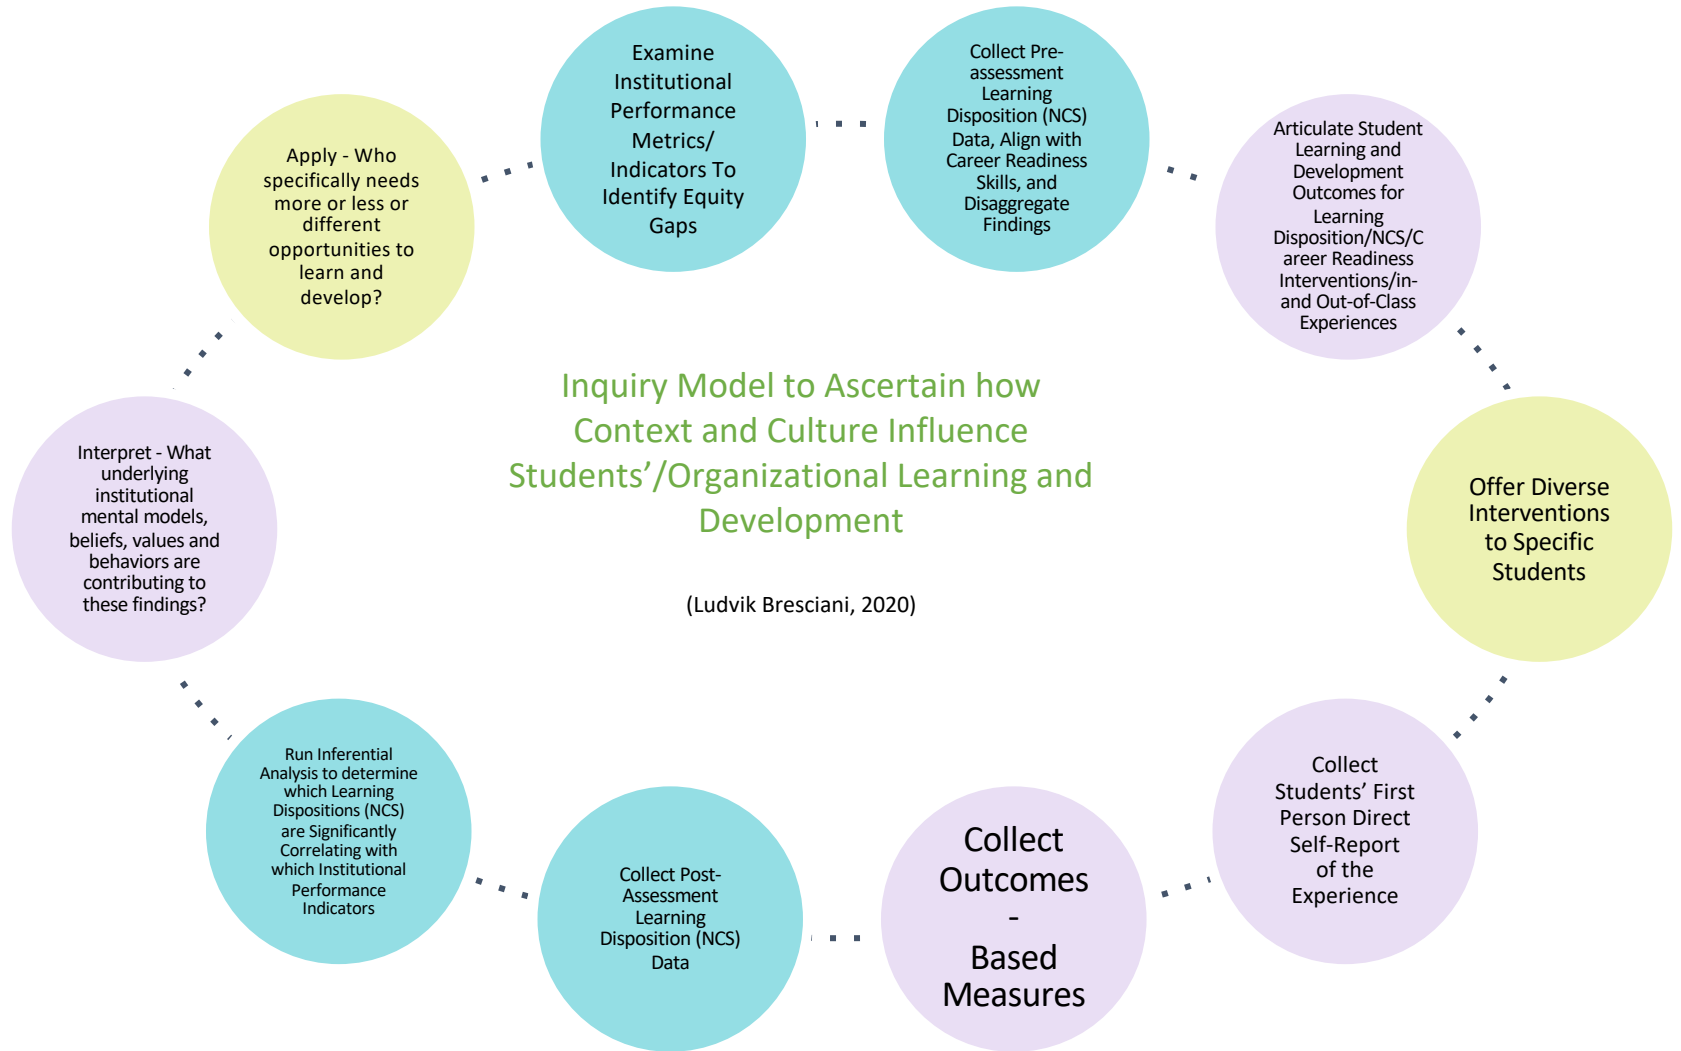 Examine
Institutional
Performance
Metrics/
Indicators To
Identify Equity
Gaps
Collect Pre-
assessment
Learning
Disposition (NCS)
Data, Align with
Career Readiness
Skills, and
Disaggregate
Findings
Articulate Student
Learning and
Development
Outcomes for
Learning
Disposition/NCS/C
areer Readiness
Interventions/in-
and Out-of-Class
Experiences
Offer Diverse
Interventions
to Specific
Students
Collect
Students’ First
Person Direct
Self-Report
of the
Experience
Collect
Outcomes
-
Based
Measures
Collect Post-
Assessment
Learning
Disposition (NCS)
Data
Run Inferential
Analysis to determine
which Learning
Dispositions (NCS)
are Significantly
Correlating with
which Institutional
Performance
Indicators
Interpret - What
underlying
institutional
mental models,
beliefs, values and
behaviors are
contributing to
these findings?
Apply - Who
specifically needs
more or less or
different
opportunities to
learn and
develop?
Inquiry Model to Ascertain how
Context and Culture Influence
Students’/Organizational Learning and
Development
(Ludvik Bresciani, 2020)